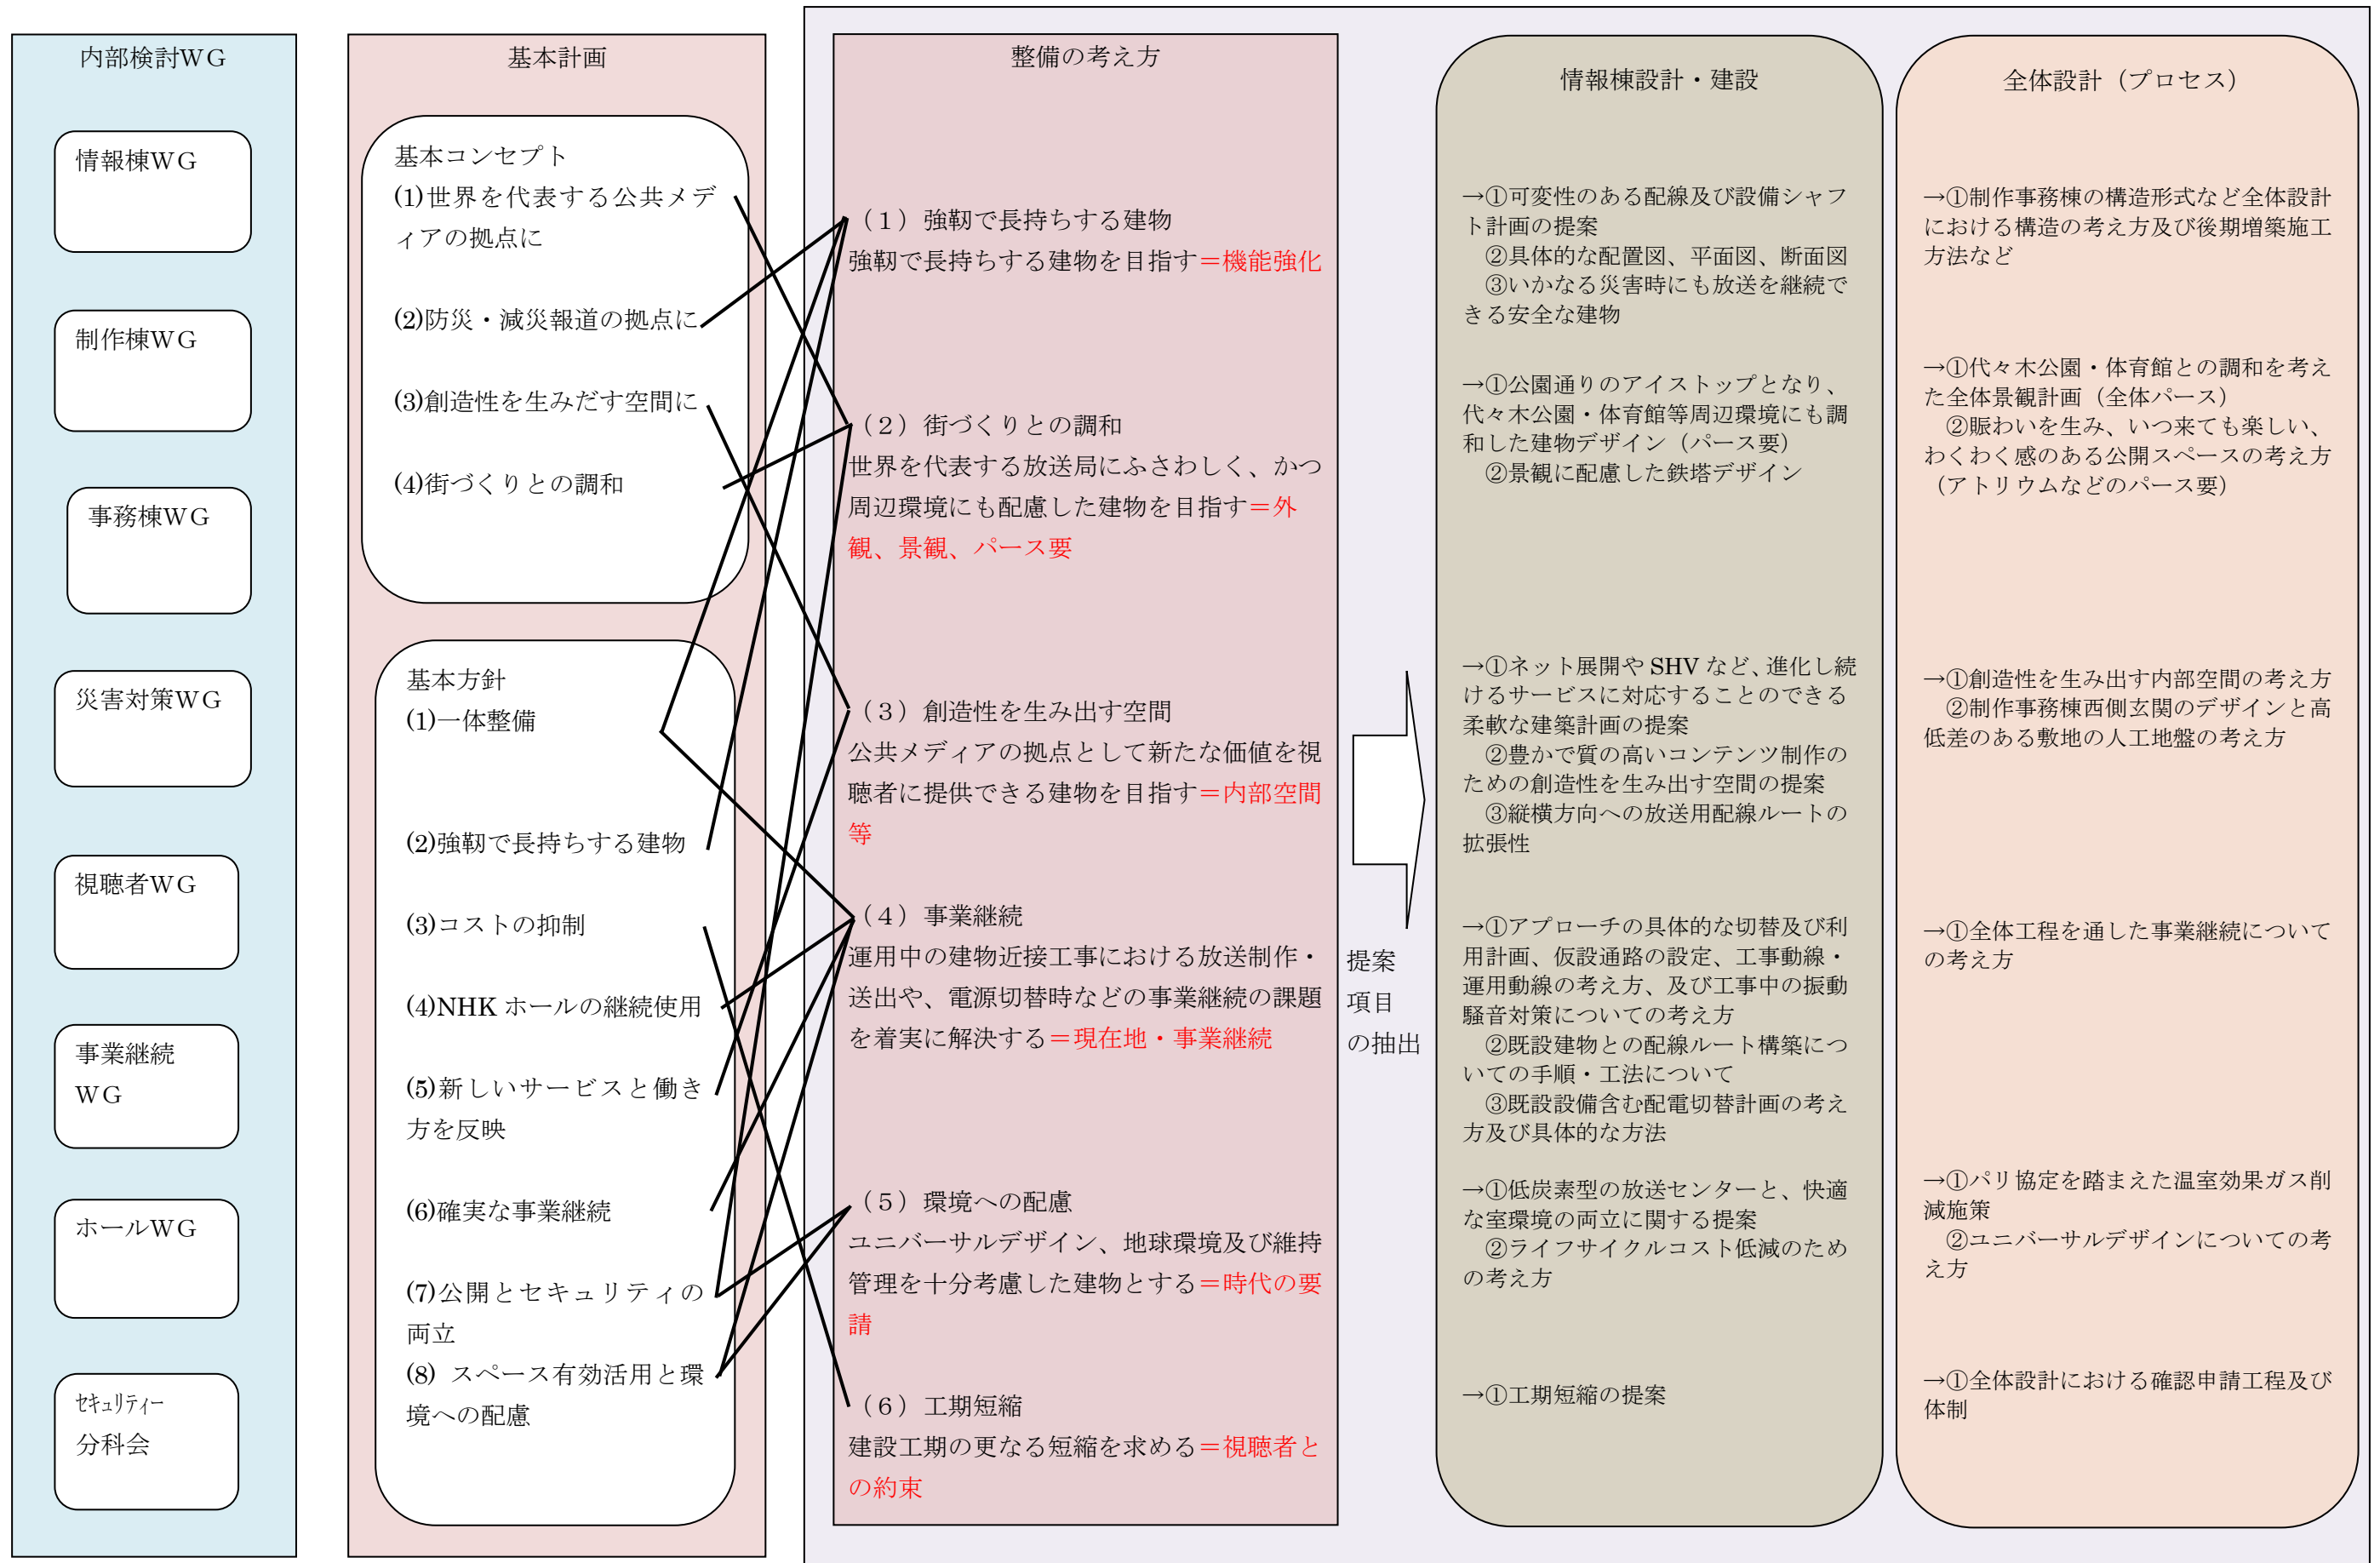 内部検討WG
情報棟WG
制作棟WG
事務棟WG
災害対策WG
視聴者WG
事業継続
WG
ホールWG
セキュリティー
分科会
基本計画
基本コンセプト
(1)世界を代表する公共メデ
ィアの拠点に
(2)防災・減災報道の拠点に
(3)創造性を生みだす空間に
(4)街づくりとの調和
基本方針
(1)一体整備
(2)強靭で長持ちする建物
(3)コストの抑制
(4)NHK ホールの継続使用
(5)新しいサービスと働き
方を反映
(6)確実な事業継続
(7)公開とセキュリティの
両立
(8) スペース有効活用と環
境への配慮
整備の考え方
（１）強靭で長持ちする建物
強靭で長持ちする建物を目指す＝機能強化
（２）街づくりとの調和
世界を代表する放送局にふさわしく、かつ
周辺環境にも配慮した建物を目指す＝外
観、景観、パース要
（３）創造性を生み出す空間
公共メディアの拠点として新たな価値を視
聴者に提供できる建物を目指す＝内部空間
等
（４）事業継続
運用中の建物近接工事における放送制作・
送出や、電源切替時などの事業継続の課題
を着実に解決する＝現在地・事業継続
（５）環境への配慮
ユニバーサルデザイン、地球環境及び維持
管理を十分考慮した建物とする＝時代の要
請
（６）工期短縮
建設工期の更なる短縮を求める＝視聴者と
の約束
提案
項目
の抽出
情報棟設計・建設
→①可変性のある配線及び設備シャフ
ト計画の提案
②具体的な配置図、平面図、断面図
③いかなる災害時にも放送を継続で
きる安全な建物
→①公園通りのアイストップとなり、
代々木公園・体育館等周辺環境にも調
和した建物デザイン（パース要）
②景観に配慮した鉄塔デザイン
→①ネット展開や SHV など、進化し続
けるサービスに対応することのできる
柔軟な建築計画の提案
②豊かで質の高いコンテンツ制作の
ための創造性を生み出す空間の提案
③縦横方向への放送用配線ルートの
拡張性
→①アプローチの具体的な切替及び利
用計画、仮設通路の設定、工事動線・
運用動線の考え方、及び工事中の振動
騒音対策についての考え方
②既設建物との配線ルート構築につ
いての手順・工法について
③既設設備含む配電切替計画の考え
方及び具体的な方法
→①低炭素型の放送センターと、快適
な室環境の両立に関する提案
②ライフサイクルコスト低減のため
の考え方
→①工期短縮の提案
全体設計（プロセス）
→①制作事務棟の構造形式など全体設計
における構造の考え方及び後期増築施工
方法など
→①代々木公園・体育館との調和を考え
た全体景観計画（全体パース）
②賑わいを生み、いつ来ても楽しい、
わくわく感のある公開スペースの考え方
（アトリウムなどのパース要）
→①創造性を生み出す内部空間の考え方
②制作事務棟西側玄関のデザインと高
低差のある敷地の人工地盤の考え方
→①全体工程を通した事業継続について
の考え方
→①パリ協定を踏まえた温室効果ガス削
減施策
②ユニバーサルデザインについての考
え方
→①全体設計における確認申請工程及び
体制